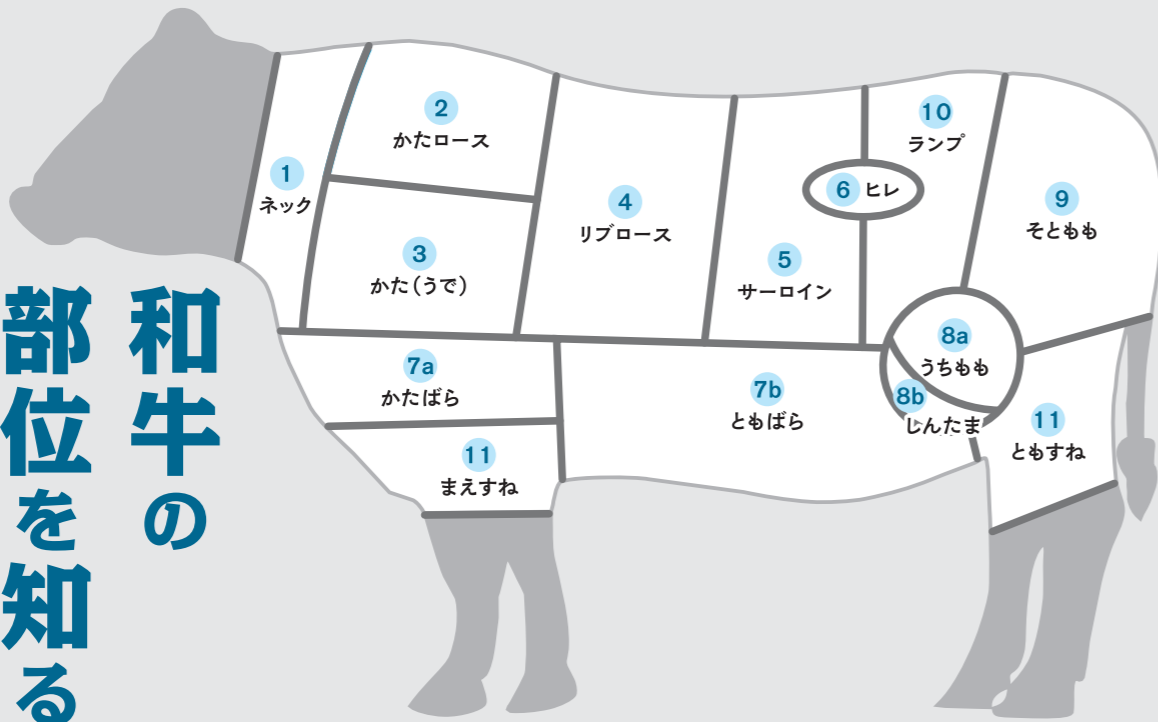 和牛の
部位を知る
1
ネック
2
かたロース
3
かた(うで)
4
リブロース
5
サーロイン
6 ヒレ
10
ランプ
9
そともも
7a
かたばら
11
まえすね
7b
ともばら
8a
うちもも
8b
しんたま
11
ともすね